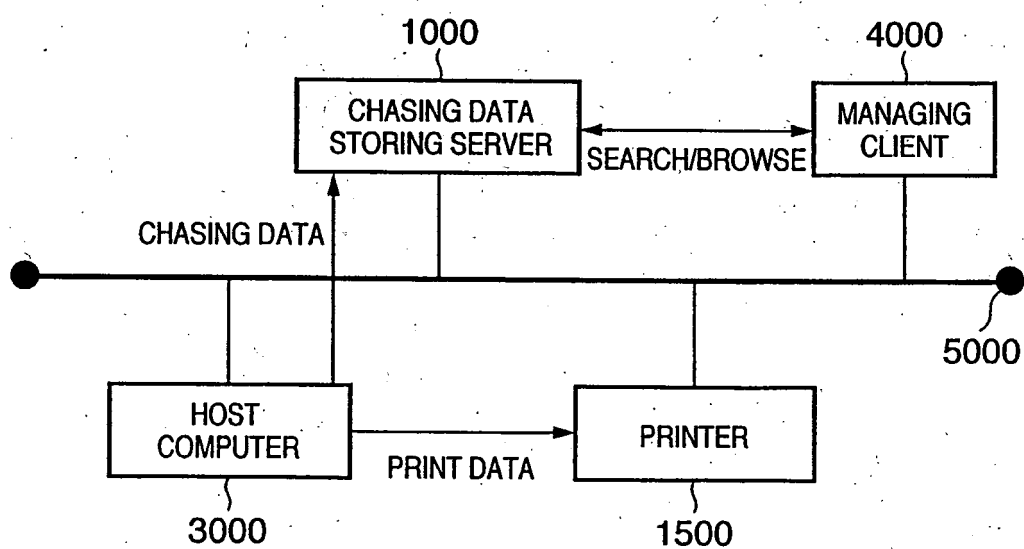 1000
4000
CHASING DATA
STORING SERVER
MANAGING
CLIENT
SEARCH/BROWSE
CHASING DATA
5000
HOST
COMPUTER
PRINTER
PRINT DATA
3000
1500